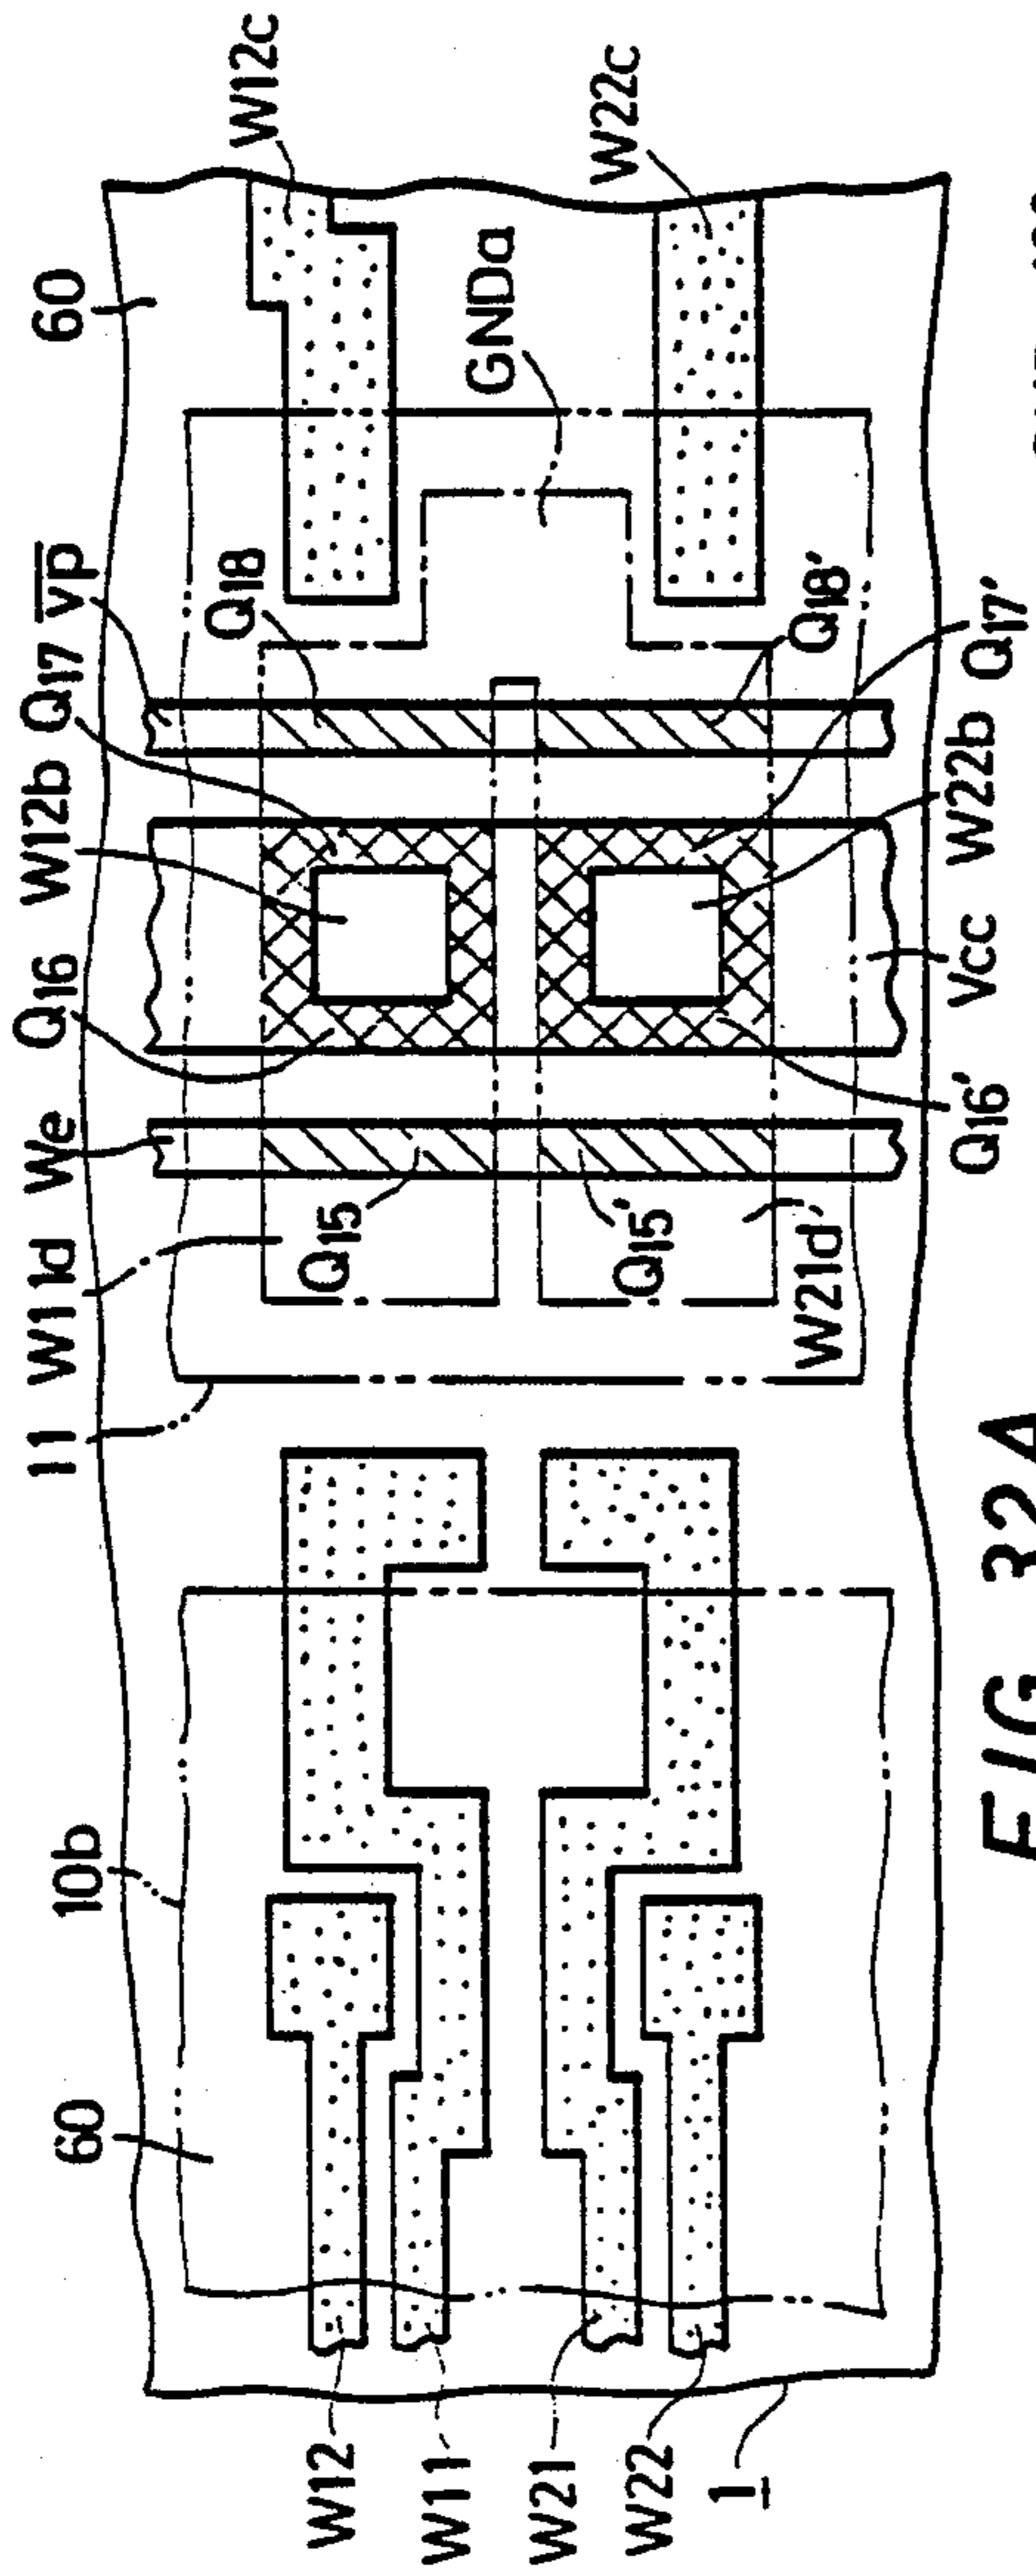 11 W11d We Q16 W12b Q17 V̅P̅ 60
W12c
10b
60
Q18
GNDa
W22c
Q15
Q15'
W21d'
Q18'
W12
W11
W21
W22
1
Q16' Vcc W22b Q17'
FIG. 32A